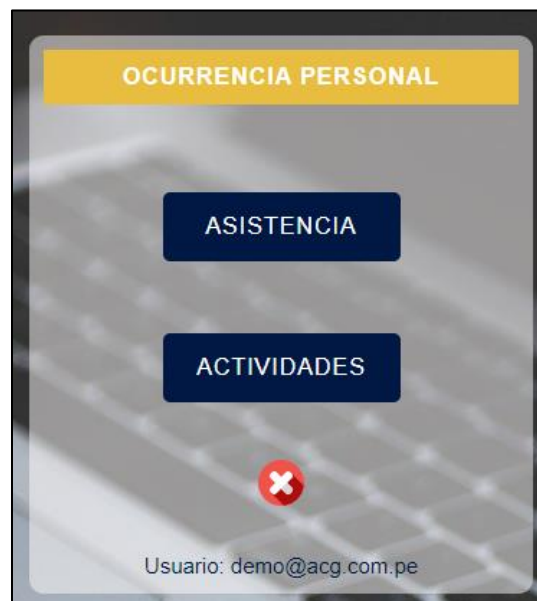 OCURRENCIA PERSONAL
ASISTENCIA
ACTIVIDADES
Usuario: demo@acg.com.pe